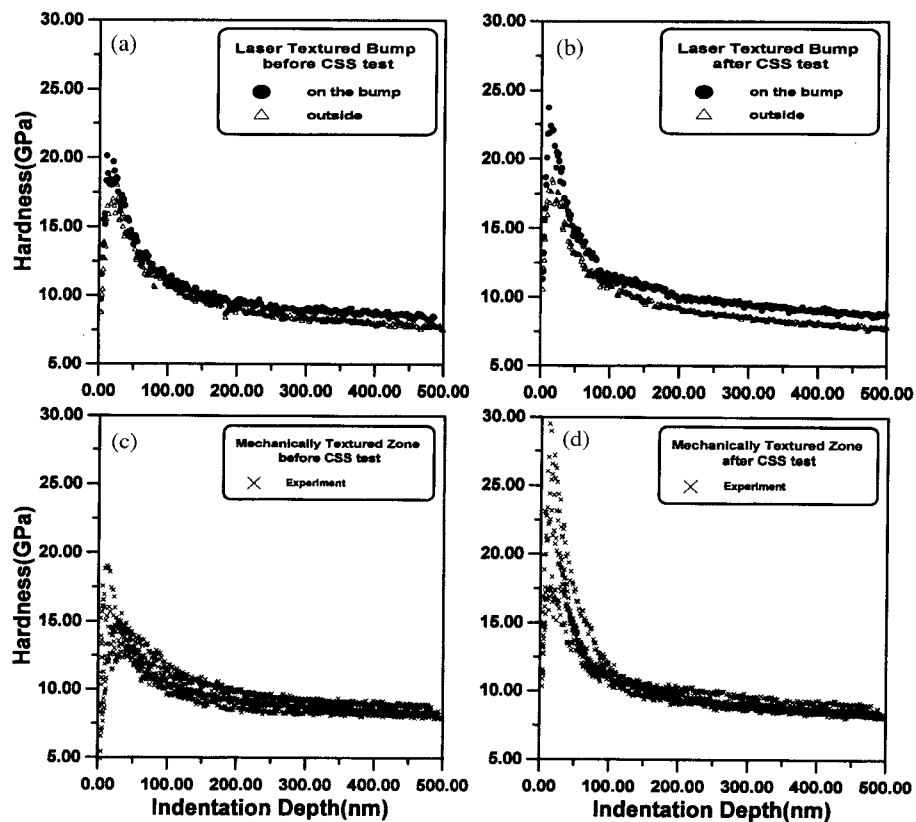 30.00
(a)
Laser Textured Bump
before CSS test
on the bump
outside
25.00
20.00
15.00
10.00
5.00
Hardness(GPa)
0.00 100.00 200.00 300.00 400.00 500.00
30.00
(b)
Laser Textured Bump
after CSS test
on the bump
outside
25.00
20.00
15.00
10.00
5.00
0.00 100.00 200.00 300.00 400.00 500.00
30.00
(c)
Mechanically Textured Zone
before CSS test
Experiment
25.00
20.00
15.00
10.00
5.00
Hardness(GPa)
0.00 100.00 200.00 300.00 400.00 500.00
Indentation Depth(nm)
30.00
(d)
Mechanically Textured Zone
after CSS test
Experiment
25.00
20.00
15.00
10.00
5.00
0.00 100.00 200.00 300.00 400.00 500.00
Indentation Depth(nm)